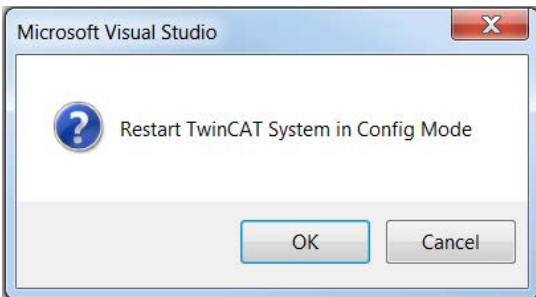 Microsoft Visual Studio
Restart TwinCAT System in Config Mode
OK
Cancel